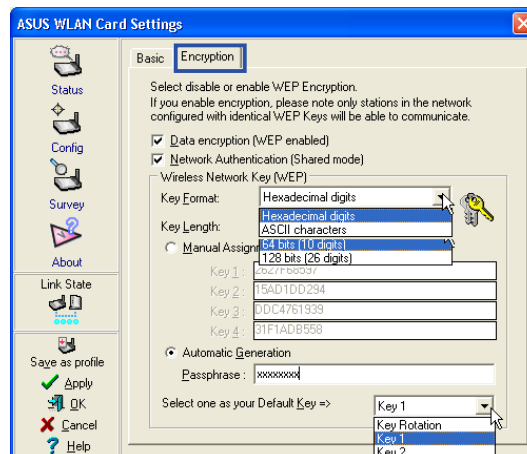 ASUS WLAN Card Settings
Status
Config
Survey
About
Link State
Save as profile
Apply
OK
Cancel
Help
Basic
Encryption
Select disable or enable WEP Encryption.
If you enable encryption, please note only stations in the network
configured with identical WEP Keys will be able to communicate.
Data encryption (WEP enabled)
Network Authentication (Shared mode)
Wireless Network Key (WEP)
Key Format: Hexadecimal digits
Hexadecimal digits
ASCII characters
Key Length: 64 bits (10 digits)
128 bits (26 digits)
Manual Assign
Key 1 : 2627F68597
Key 2 : 15AD1DD294
Key 3 : DDC4761939
Key 4 : 31F1ADB558
Automatic Generation
Passphrase : xxxxxxxx
Select one as your Default Key => Key 1
Key Rotation
Key 1
Key 2